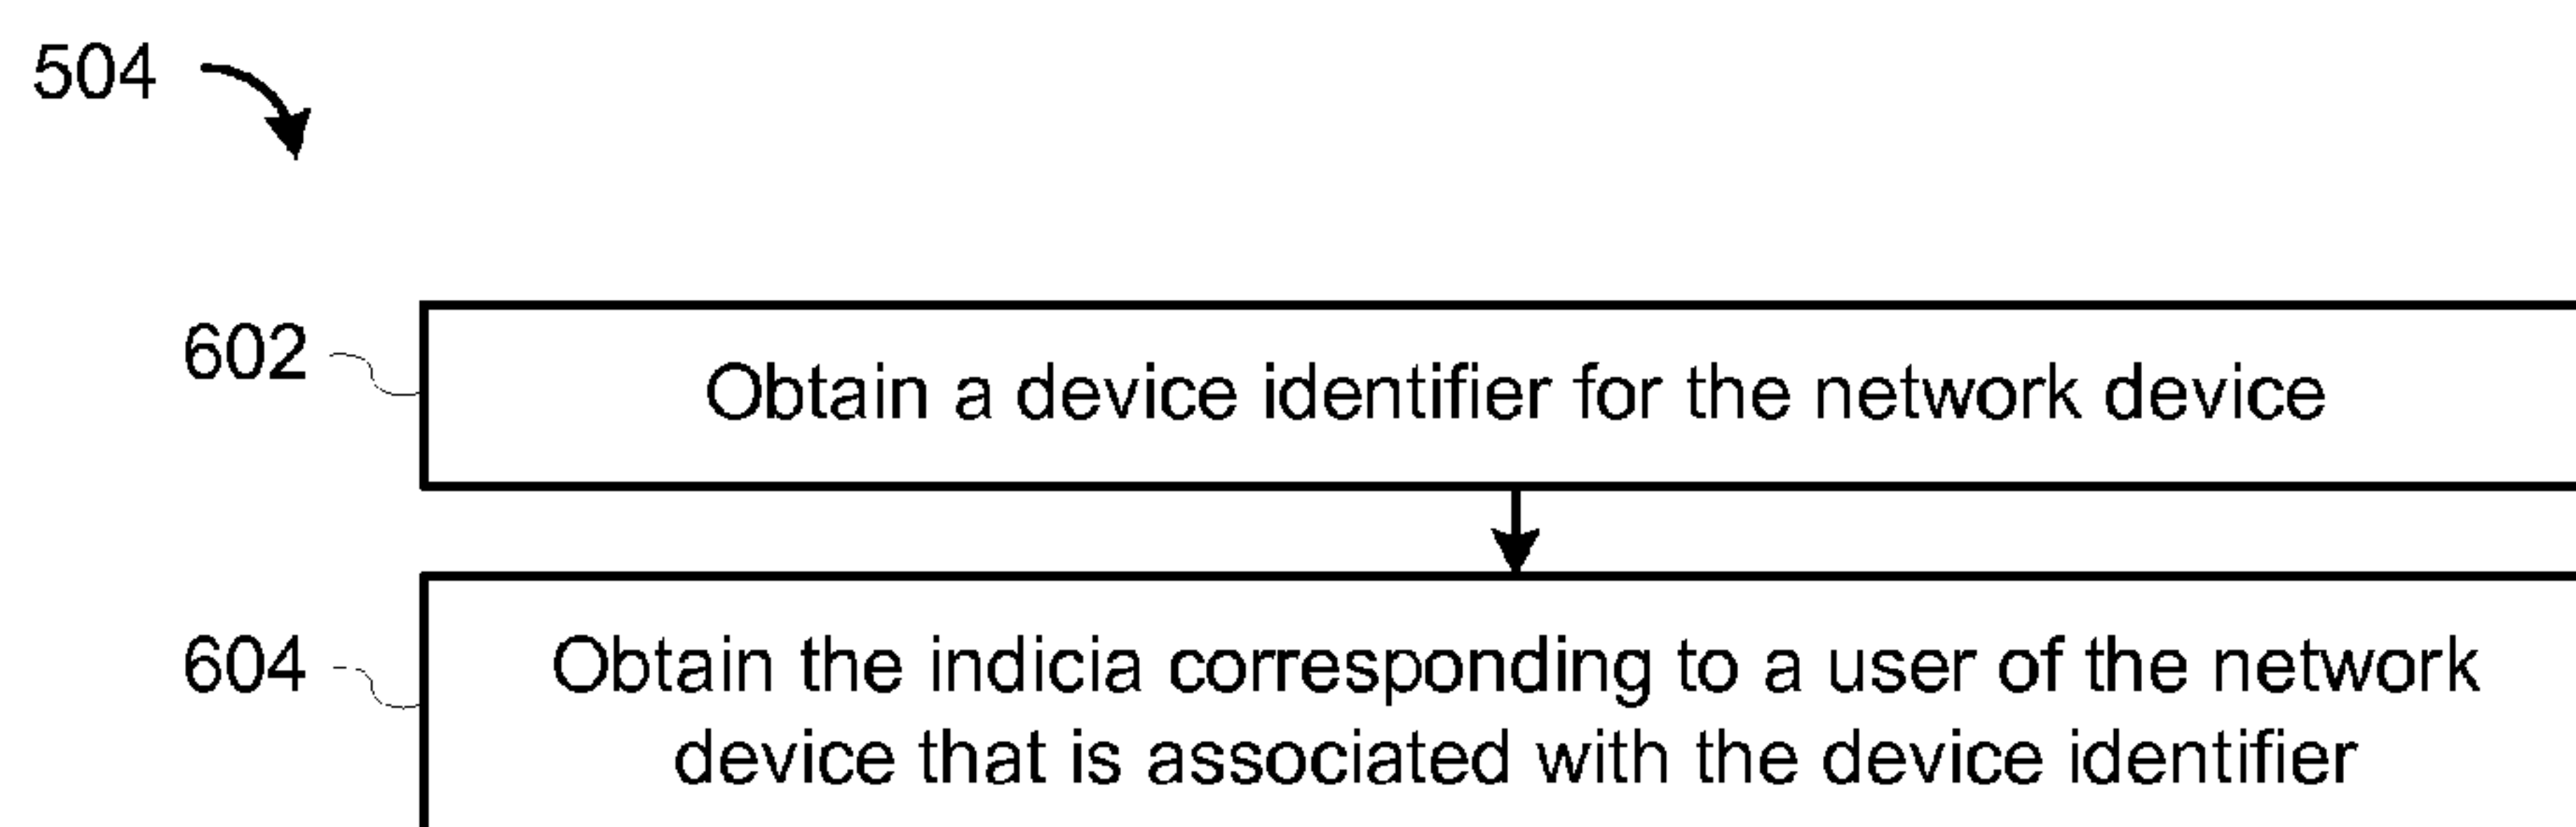 504
602
Obtain a device identifier for the network device
604
Obtain the indicia corresponding to a user of the network
device that is associated with the device identifier